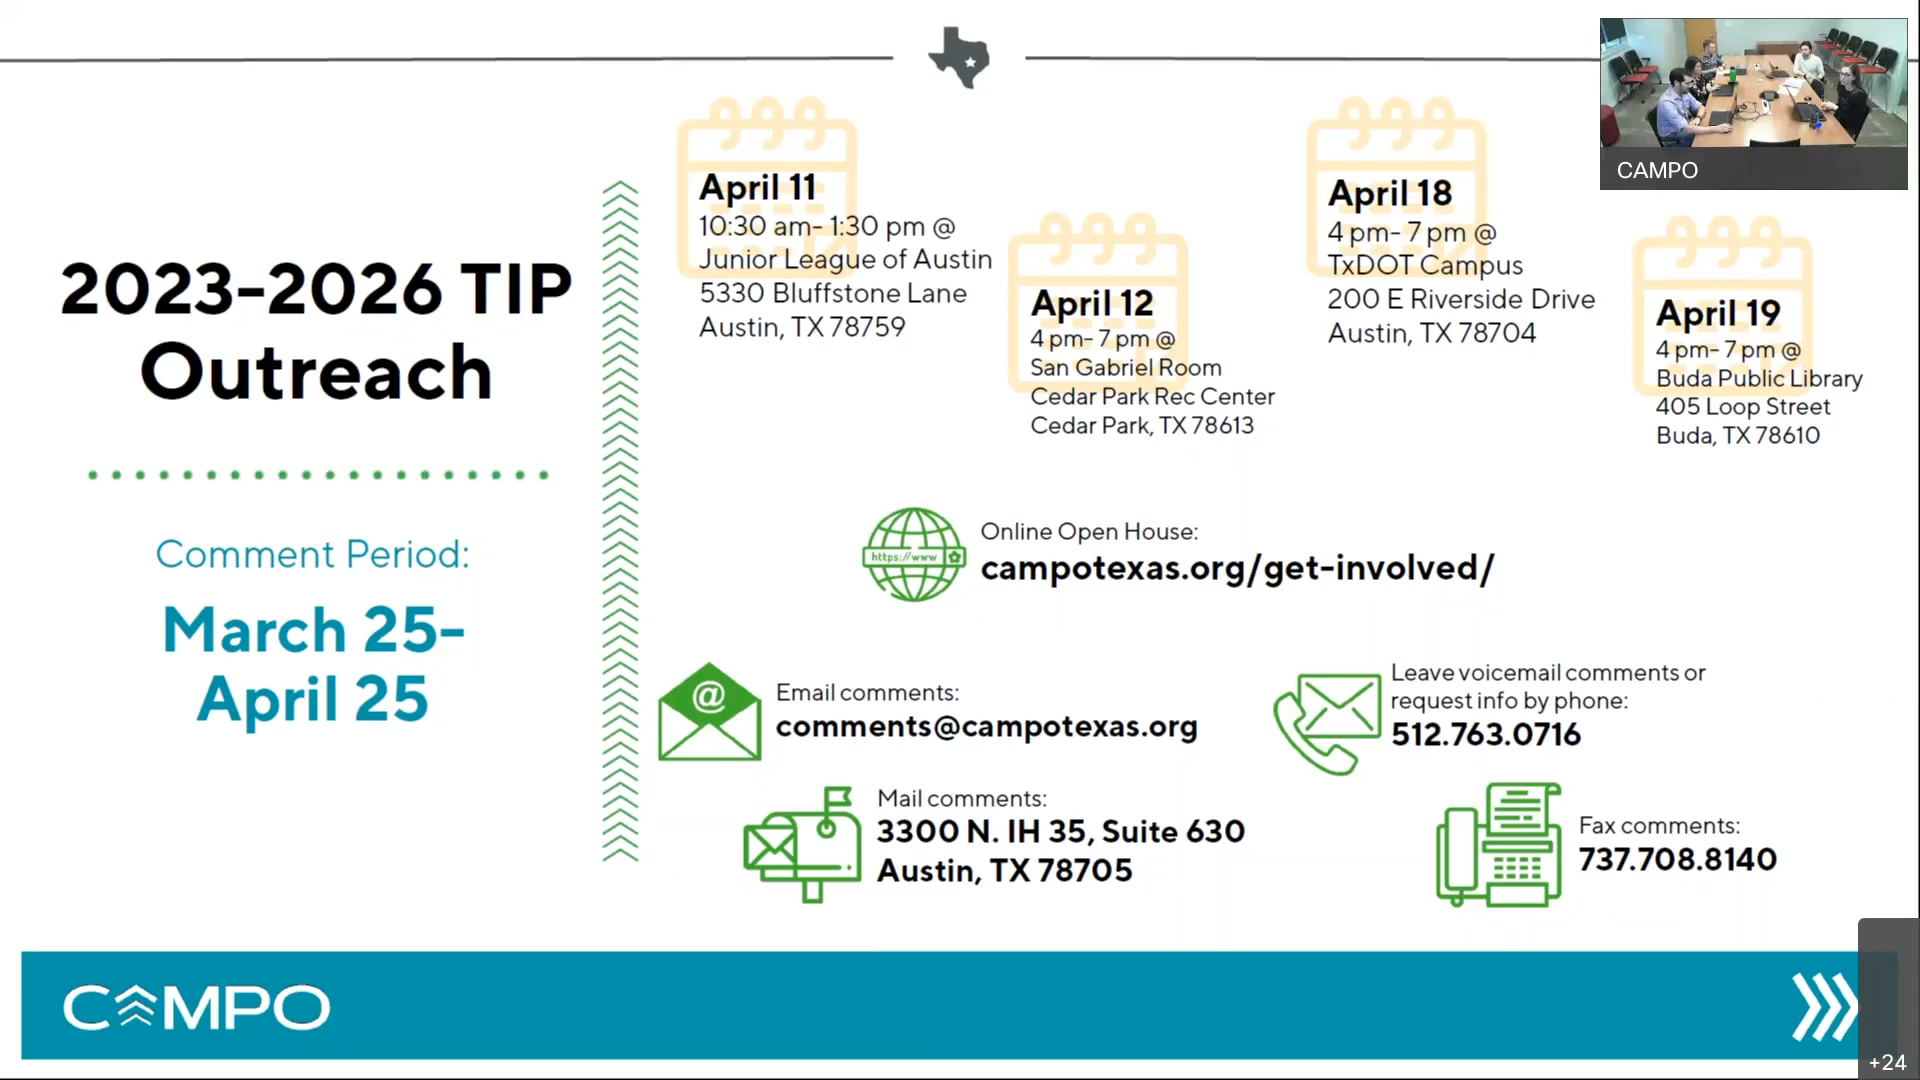 2023-2026 TIP
Outreach
Comment Period:
March 25-
April 25
April 11
10:30 am- 1:30 pm @
Junior League of Austin
5330 Bluffstone Lane
Austin, TX 78759
April 12
4 pm- 7 pm @
San Gabriel Room
Cedar Park Rec Center
Cedar Park, TX 78613
April 18
4 pm- 7 pm @
TxDOT Campus
200 E Riverside Drive
Austin, TX 78704
April 19
4 pm- 7 pm @
Buda Public Library
405 Loop Street
Buda, TX 78610
https://www
Online Open House:
campotexas.org/get-involved/
@
Email comments:
comments@campotexas.org
Leave voicemail comments or
request info by phone:
512.763.0716
Mail comments:
3300 N. IH 35, Suite 630
Austin, TX 78705
Fax comments:
737.708.8140
CAMPO
CAMPO
+24